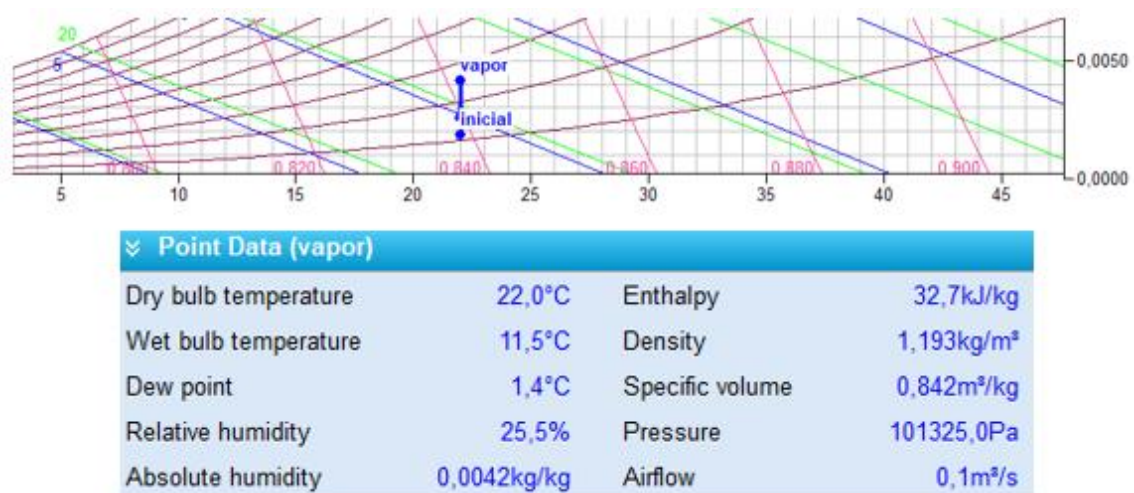 20
5
vapor
inicial
0,0050
0,820
0,840
0,860
0,880
0,900
0,0000
5 10 15 20 25 30 35 40 45
Point Data (vapor)
Dry bulb temperature 22,0°C Enthalpy 32,7kJ/kg
Wet bulb temperature 11,5°C Density 1,193kg/m³
Dew point 1,4°C Specific volume 0,842m³/kg
Relative humidity 25,5% Pressure 101325,0Pa
Absolute humidity 0,0042kg/kg Airflow 0,1m³/s